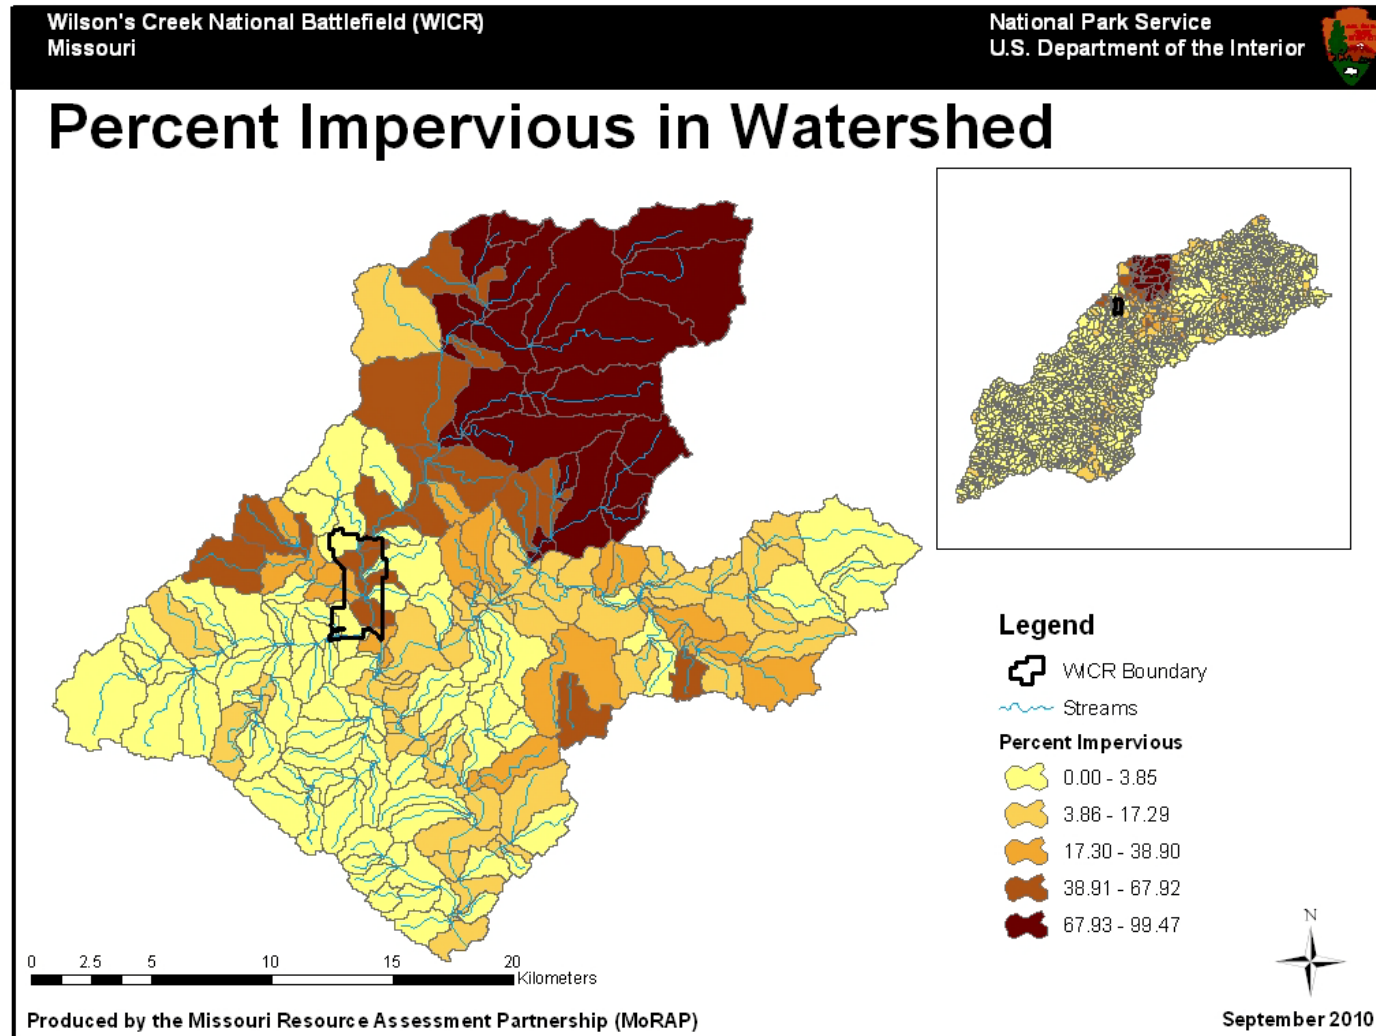 Wilson's Creek National Battlefield (WICR)
Missouri
National Park Service
U.S. Department of the Interior
Percent Impervious in Watershed
Legend
WICR Boundary
Streams
Percent Impervious
0.00 - 3.85
3.86 - 17.29
17.30 - 38.90
38.91 - 67.92
67.93 - 99.47
N
0 2.5 5 10 15 20
Kilometers
Produced by the Missouri Resource Assessment Partnership (MoRAP)
September 2010